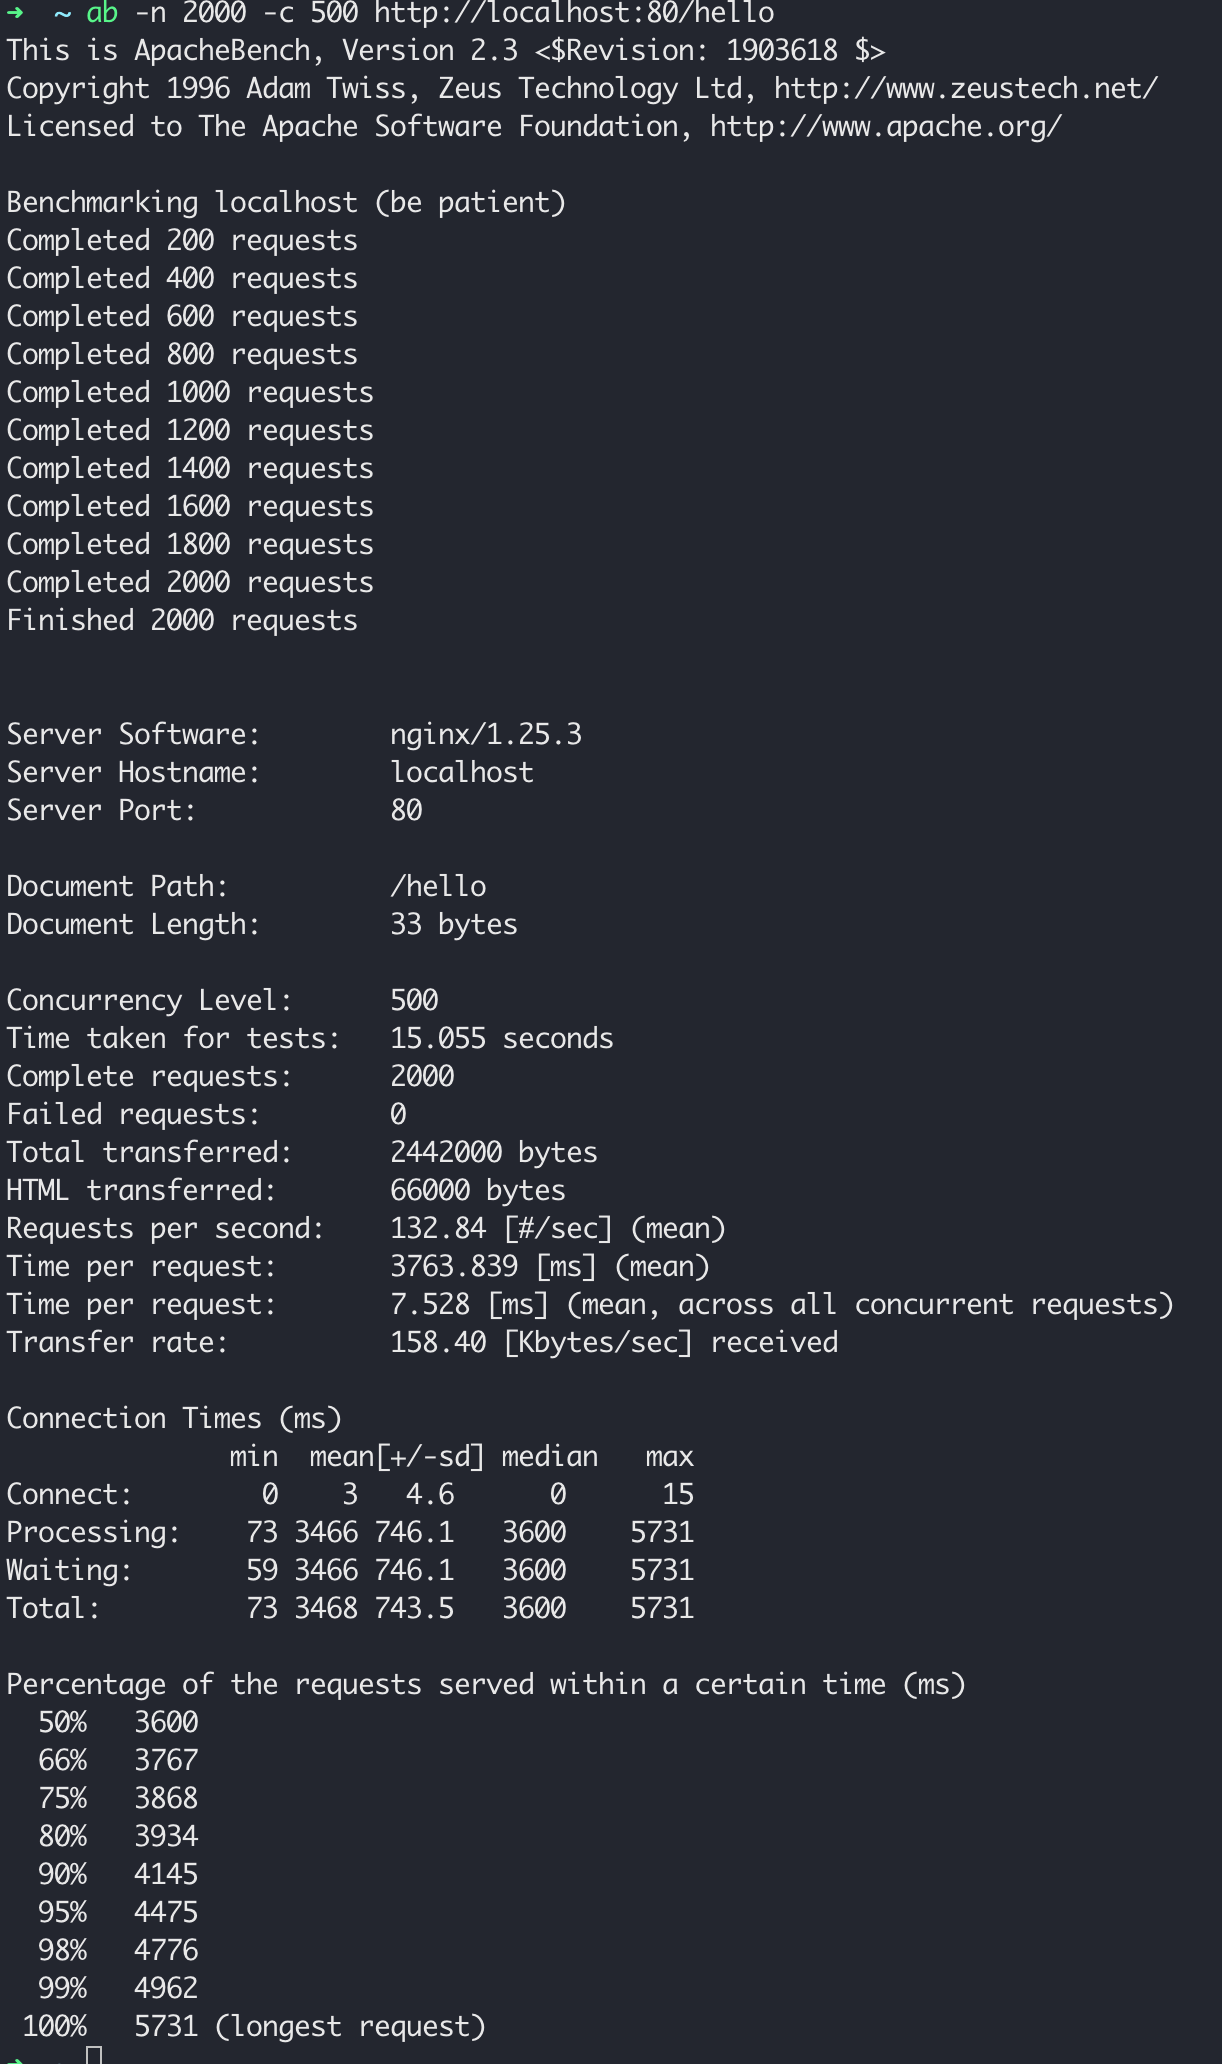 ➜  ~ ab -n 2000 -c 500 http://localhost:80/hello
This is ApacheBench, Version 2.3 <$Revision: 1903618 $>
Copyright 1996 Adam Twiss, Zeus Technology Ltd, http://www.zeustech.net/
Licensed to The Apache Software Foundation, http://www.apache.org/

Benchmarking localhost (be patient)
Completed 200 requests
Completed 400 requests
Completed 600 requests
Completed 800 requests
Completed 1000 requests
Completed 1200 requests
Completed 1400 requests
Completed 1600 requests
Completed 1800 requests
Completed 2000 requests
Finished 2000 requests


Server Software:        nginx/1.25.3
Server Hostname:        localhost
Server Port:            80

Document Path:          /hello
Document Length:        33 bytes

Concurrency Level:      500
Time taken for tests:   15.055 seconds
Complete requests:      2000
Failed requests:        0
Total transferred:      2442000 bytes
HTML transferred:       66000 bytes
Requests per second:    132.84 [#/sec] (mean)
Time per request:       3763.839 [ms] (mean)
Time per request:       7.528 [ms] (mean, across all concurrent requests)
Transfer rate:          158.40 [Kbytes/sec] received

Connection Times (ms)
              min  mean[+/-sd] median   max
Connect:        0    3   4.6      0      15
Processing:    73 3466 746.1   3600    5731
Waiting:       59 3466 746.1   3600    5731
Total:         73 3468 743.5   3600    5731

Percentage of the requests served within a certain time (ms)
  50%   3600
  66%   3767
  75%   3868
  80%   3934
  90%   4145
  95%   4475
  98%   4776
  99%   4962
 100%   5731 (longest request)
➜  ~